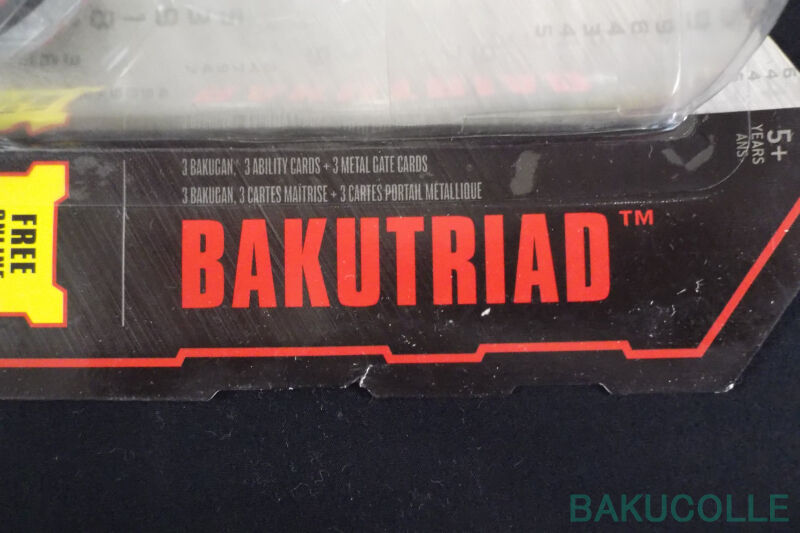 5+
YEARS
ANS
3 BAKUGAN, 3 ABILITY CARDS + 3 METAL GATE CARDS
3 BAKUGAN, 3 CARTES MAÎTRISE + 3 CARTES PORTAIL MÉTALLIQUE
BAKUTRIAD™
FREE
BAKUCOLLE